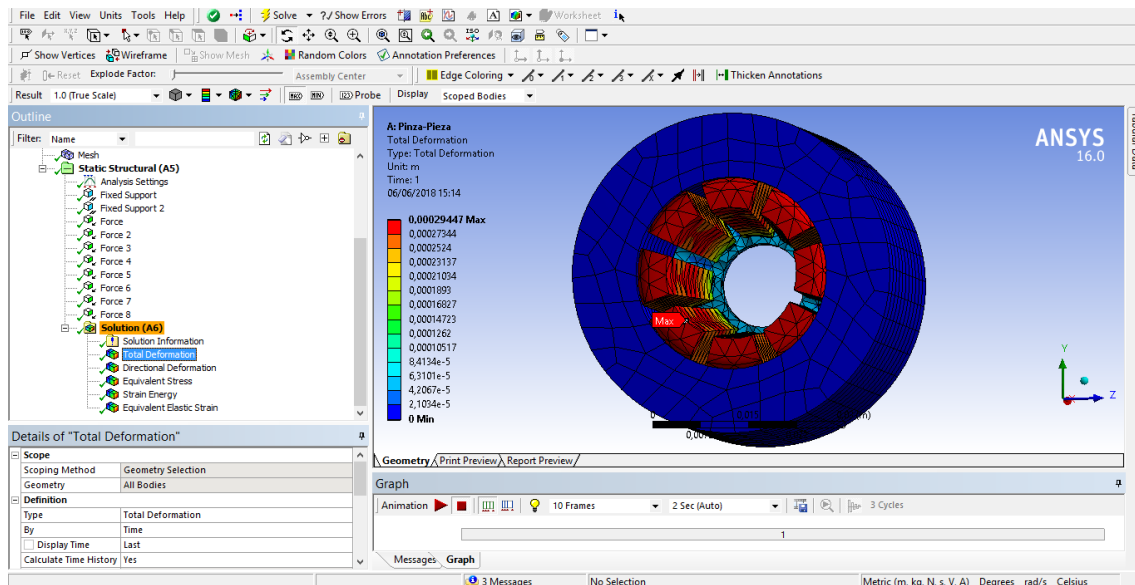 File Edit View Units Tools Help Solve ?/ Show Errors Worksheet
Show Vertices Wireframe Show Mesh Random Colors Annotation Preferences
Reset Explode Factor: Assembly Center Edge Coloring Thicken Annotations
Result 1.0 (True Scale) MAX MIN Probe Display Scoped Bodies
Outline
Filter: Name
Mesh
Static Structural (A5)
Analysis Settings
Fixed Support
Fixed Support 2
Force
Force 2
Force 3
Force 4
Force 5
Force 6
Force 7
Force 8
Solution (A6)
Solution Information
Total Deformation
Directional Deformation
Equivalent Stress
Strain Energy
Equivalent Elastic Strain
Details of "Total Deformation"
Scope
Scoping Method Geometry Selection
Geometry All Bodies
Definition
Type Total Deformation
By Time
Display Time Last
Calculate Time History Yes
A: Pinza-Pieza
Total Deformation
Type: Total Deformation
Unit: m
Time: 1
06/06/2018 15:14
0,00029447 Max
0,00027344
0,0002524
0,00023137
0,00021034
0,0001893
0,00016827
0,00014723
0,0001262
0,00010517
8,4134e-5
6,3101e-5
4,2067e-5
2,1034e-5
0 Min
Max
ANSYS
16.0
Y
Z
Geometry Print Preview Report Preview
Graph
Animation 10 Frames 2 Sec (Auto) 3 Cycles
1
Messages Graph
3 Messages No Selection Metric (m, kg, N, s, V, A) Degrees rad/s Celsius